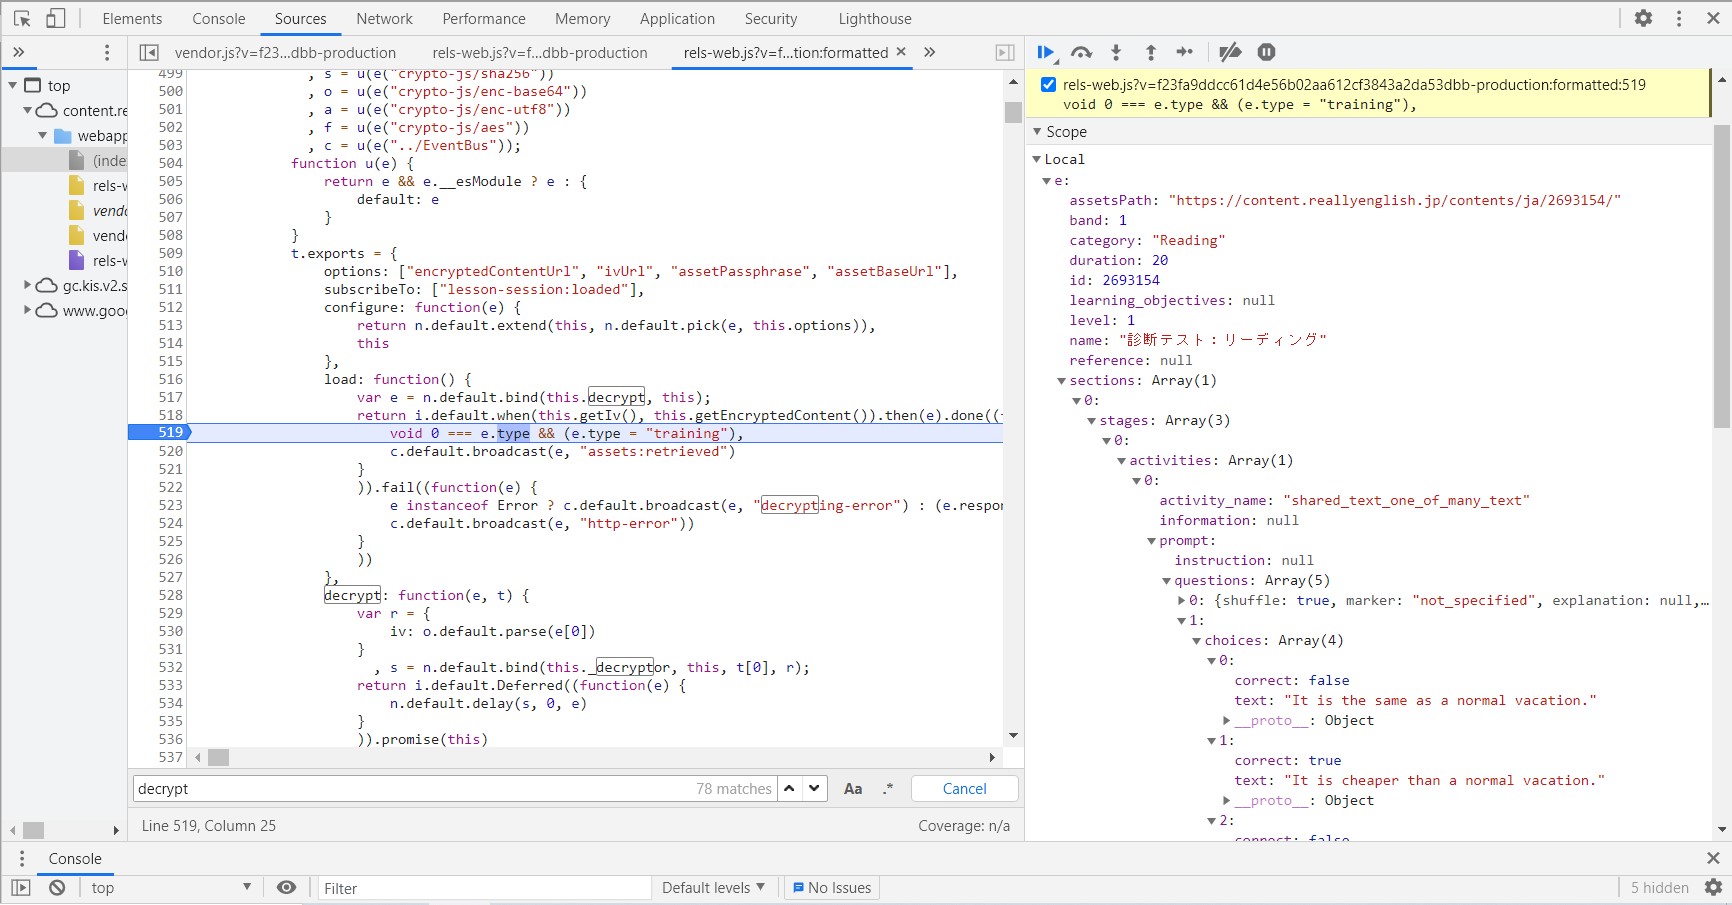 Elements Console Sources Network Performance Memory Application Security Lighthouse
vendor.js?v=f23...dbb-production rels-web.js?v=f...dbb-production rels-web.js?v=f...tion:formatted
top
content.re
webapp
(inde
rels-w
vendo
vende
rels-w
gc.kis.v2.s
www.goog
499 , s = u(e("crypto-js/sha256"))
500 , o = u(e("crypto-js/enc-base64"))
501 , a = u(e("crypto-js/enc-utf8"))
502 , f = u(e("crypto-js/aes"))
503 , c = u(e("../EventBus"));
504 function u(e) {
505 return e && e.__esModule ? e : {
506 default: e
507 }
508 }
509 t.exports = {
510 options: ["encryptedContentUrl", "ivUrl", "assetPassphrase", "assetBaseUrl"],
511 subscribeTo: ["lesson-session:loaded"],
512 configure: function(e) {
513 return n.default.extend(this, n.default.pick(e, this.options)),
514 this
515 },
516 load: function() {
517 var e = n.default.bind(this.decrypt, this);
518 return i.default.when(this.getIv(), this.getEncryptedContent()).then(e).done((
519 void 0 === e.type && (e.type = "training"),
520 c.default.broadcast(e, "assets:retrieved")
521 }
522 )).fail((function(e) {
523 e instanceof Error ? c.default.broadcast(e, "decrypting-error") : (e.respon
524 c.default.broadcast(e, "http-error"))
525 }
526 ))
527 },
528 decrypt: function(e, t) {
529 var r = {
530 iv: o.default.parse(e[0])
531 }
532 , s = n.default.bind(this._decryptor, this, t[0], r);
533 return i.default.Deferred((function(e) {
534 n.default.delay(s, 0, e)
535 }
536 )).promise(this)
537
decrypt 78 matches Aa .* Cancel
Line 519, Column 25 Coverage: n/a
rels-web.js?v=f23fa9ddcc61d4e56b02aa612cf3843a2da53dbb-production:formatted:519
void 0 === e.type && (e.type = "training"),
Scope
Local
e:
assetsPath: "https://content.reallyenglish.jp/contents/ja/2693154/"
band: 1
category: "Reading"
duration: 20
id: 2693154
learning_objectives: null
level: 1
name: "診断テスト：リーディング"
reference: null
sections: Array(1)
0:
stages: Array(3)
0:
activities: Array(1)
0:
activity_name: "shared_text_one_of_many_text"
information: null
prompt:
instruction: null
questions: Array(5)
0: {shuffle: true, marker: "not_specified", explanation: null,…
1:
choices: Array(4)
0:
correct: false
text: "It is the same as a normal vacation."
__proto__: Object
1:
correct: true
text: "It is cheaper than a normal vacation."
__proto__: Object
2:
correct: false
Console
top Filter Default levels No Issues 5 hidden